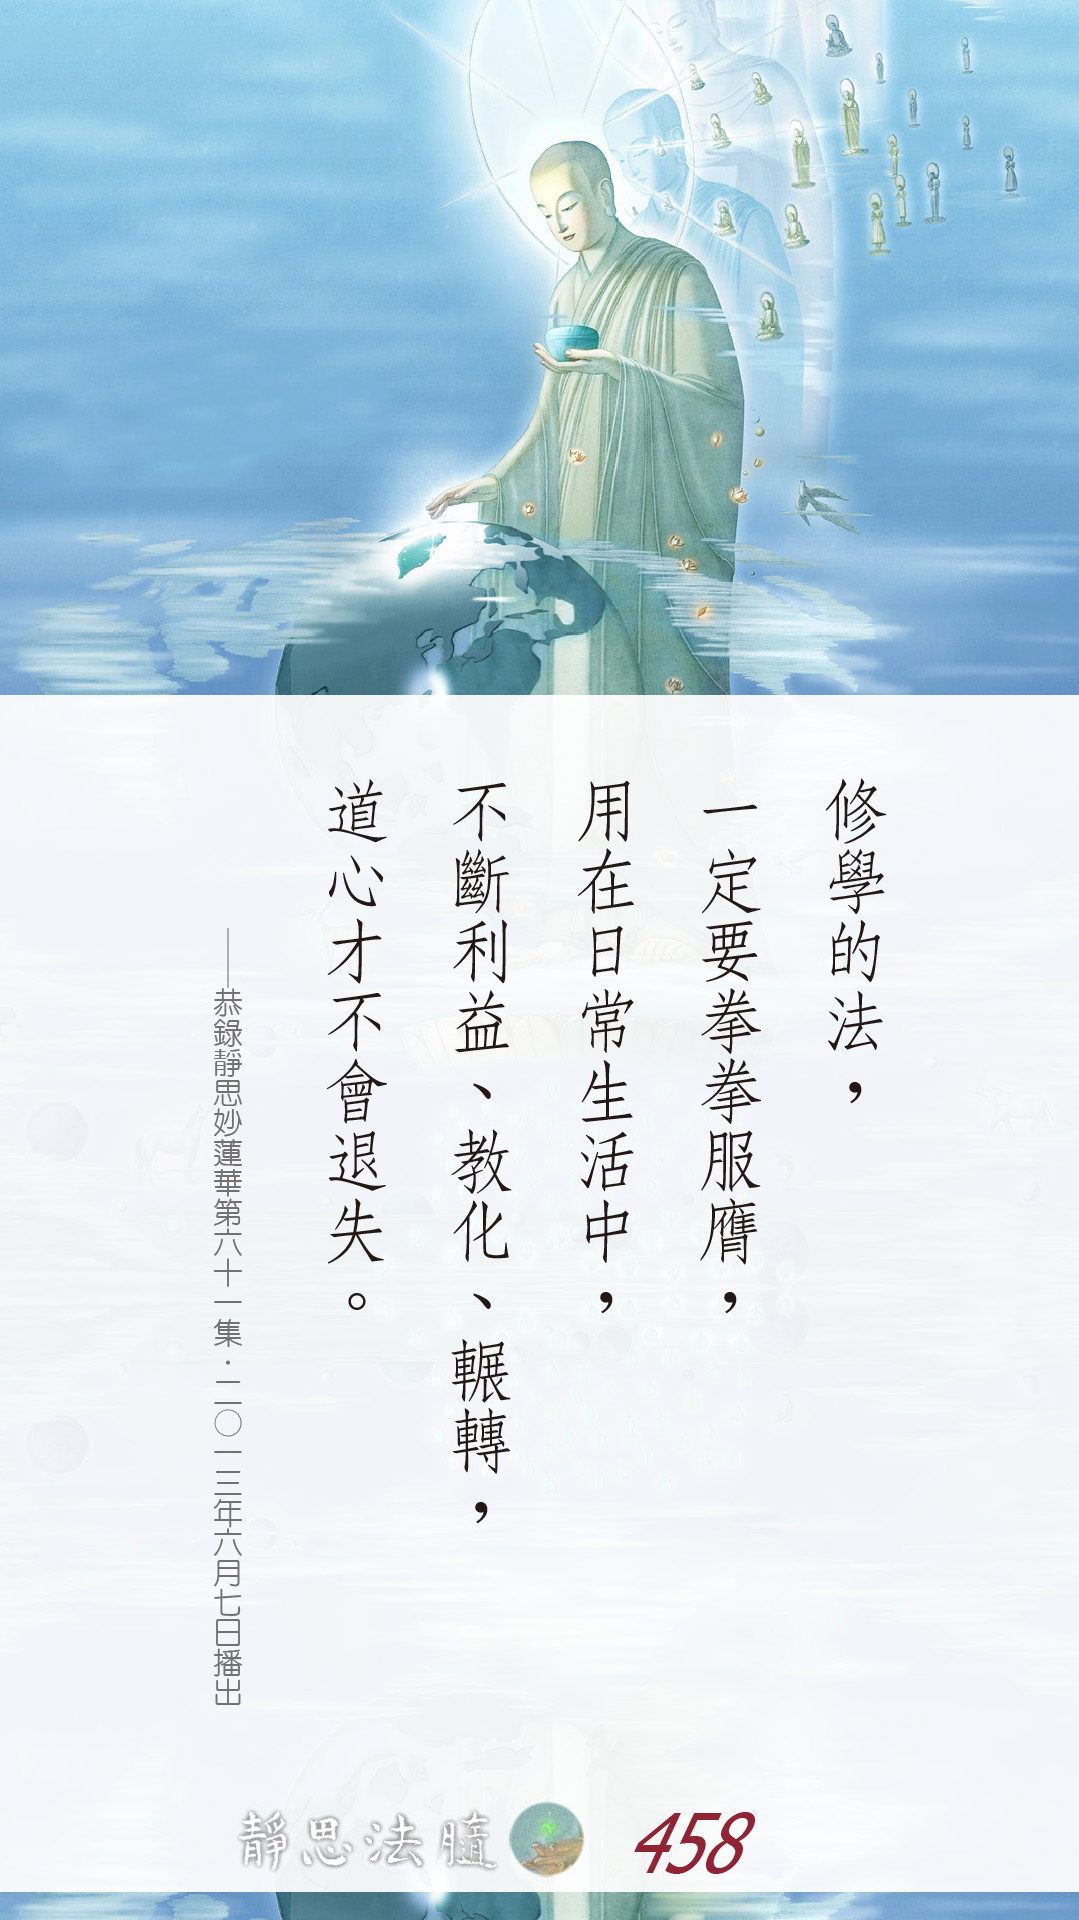 修學的法，
一定要拳拳服膺，
用在日常生活中，
不斷利益、教化、輾轉，
道心才不會退失。
——恭錄靜思妙蓮華第六十一集·二〇一三年六月七日播出
靜思法髓 458